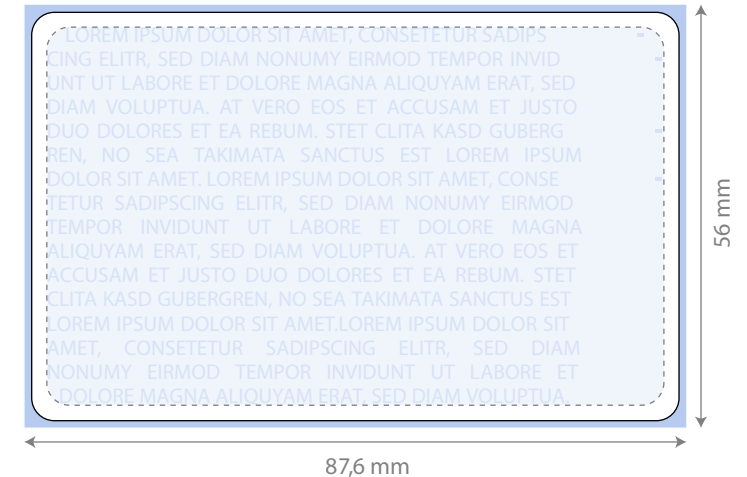 LOREM IPSUM DOLOR SIT AMET, CONSETETUR SADIPS-
CING ELITR, SED DIAM NONUMY EIRMOD TEMPOR INVID-
UNT UT LABORE ET DOLORE MAGNA ALIQUYAM ERAT, SED
DIAM VOLUPTUA. AT VERO EOS ET ACCUSAM ET JUSTO
DUO DOLORES ET EA REBUM. STET CLITA KASD GUBERG-
REN, NO SEA TAKIMATA SANCTUS EST LOREM IPSUM
DOLOR SIT AMET. LOREM IPSUM DOLOR SIT AMET, CONSE-
TETUR SADIPSCING ELITR, SED DIAM NONUMY EIRMOD
TEMPOR INVIDUNT UT LABORE ET DOLORE MAGNA
ALIQUYAM ERAT, SED DIAM VOLUPTUA. AT VERO EOS ET
ACCUSAM ET JUSTO DUO DOLORES ET EA REBUM. STET
CLITA KASD GUBERGREN, NO SEA TAKIMATA SANCTUS EST
LOREM IPSUM DOLOR SIT AMET.LOREM IPSUM DOLOR SIT
AMET, CONSETETUR SADIPSCING ELITR, SED DIAM
NONUMY EIRMOD TEMPOR INVIDUNT UT LABORE ET
DOLORE MAGNA ALIQUYAM ERAT, SED DIAM VOLUPTUA.
56 mm
87,6 mm